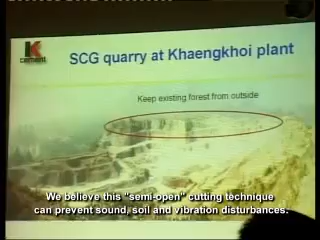 K
cement
SCG quarry at Khaengkhoi plant
Keep existing forest from outside
We believe this "semi-open" cutting technique
can prevent sound, soil and vibration disturbances.